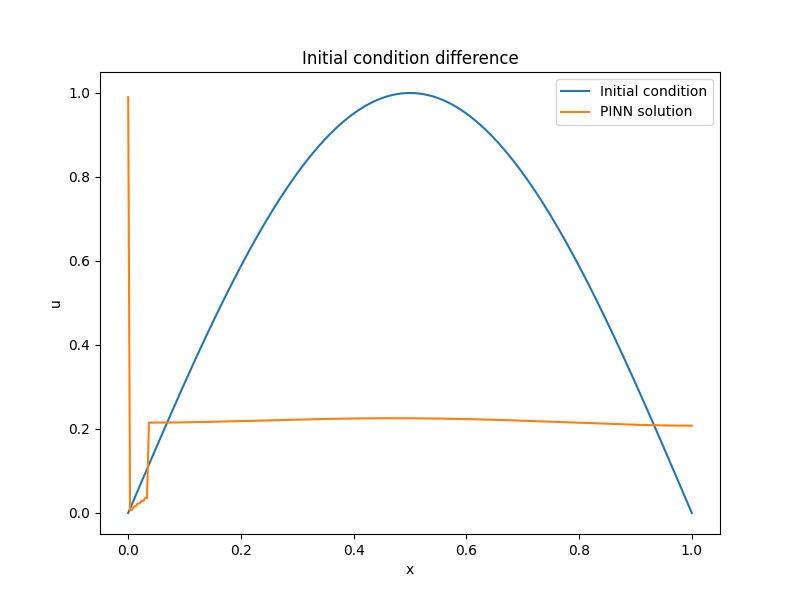 Initial condition difference
Initial condition
PINN solution
1.0
0.8
0.6
0.4
0.2
0.0
u
0.0 0.2 0.4 0.6 0.8 1.0
x